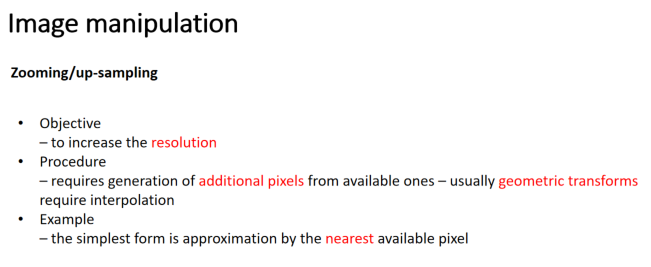 Image manipulation
Zooming/up-sampling
• Objective
– to increase the resolution
• Procedure
– requires generation of additional pixels from available ones – usually geometric transforms
require interpolation
• Example
– the simplest form is approximation by the nearest available pixel